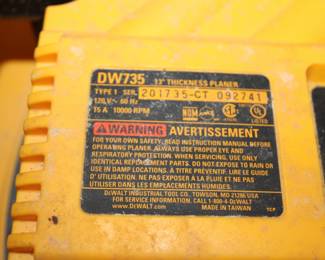 DW735 13" THICKNESS PLANER
TYPE 1 SER. 201735-CT 092741
120 V ~ 60 Hz
15 A 10000 RPM
NOM
LISTED
WARNING AVERTISSEMENT
FOR YOUR OWN SAFETY, READ INSTRUCTION MANUAL BEFORE
OPERATING PLANER. ALWAYS USE PROPER EYE AND
RESPIRATORY PROTECTION. WHEN SERVICING, USE ONLY
IDENTICAL REPLACEMENT PARTS. DO NOT EXPOSE TO RAIN OR
USE IN DAMP LOCATIONS. À TITRE PRÉVENTIF, LIRE LE GUIDE
D'UTILISATION. NE PAS EXPOSER À LA PLUIE ET NE PAS
UTILISER DANS LES EMPLACEMENTS HUMIDES.
DEWALT INDUSTRIAL TOOL CO., TOWSON, MD 21286 USA
FOR SERVICE INFORMATION, CALL 1-800-4-DEWALT
www.DEWALT.com MADE IN TAIWAN